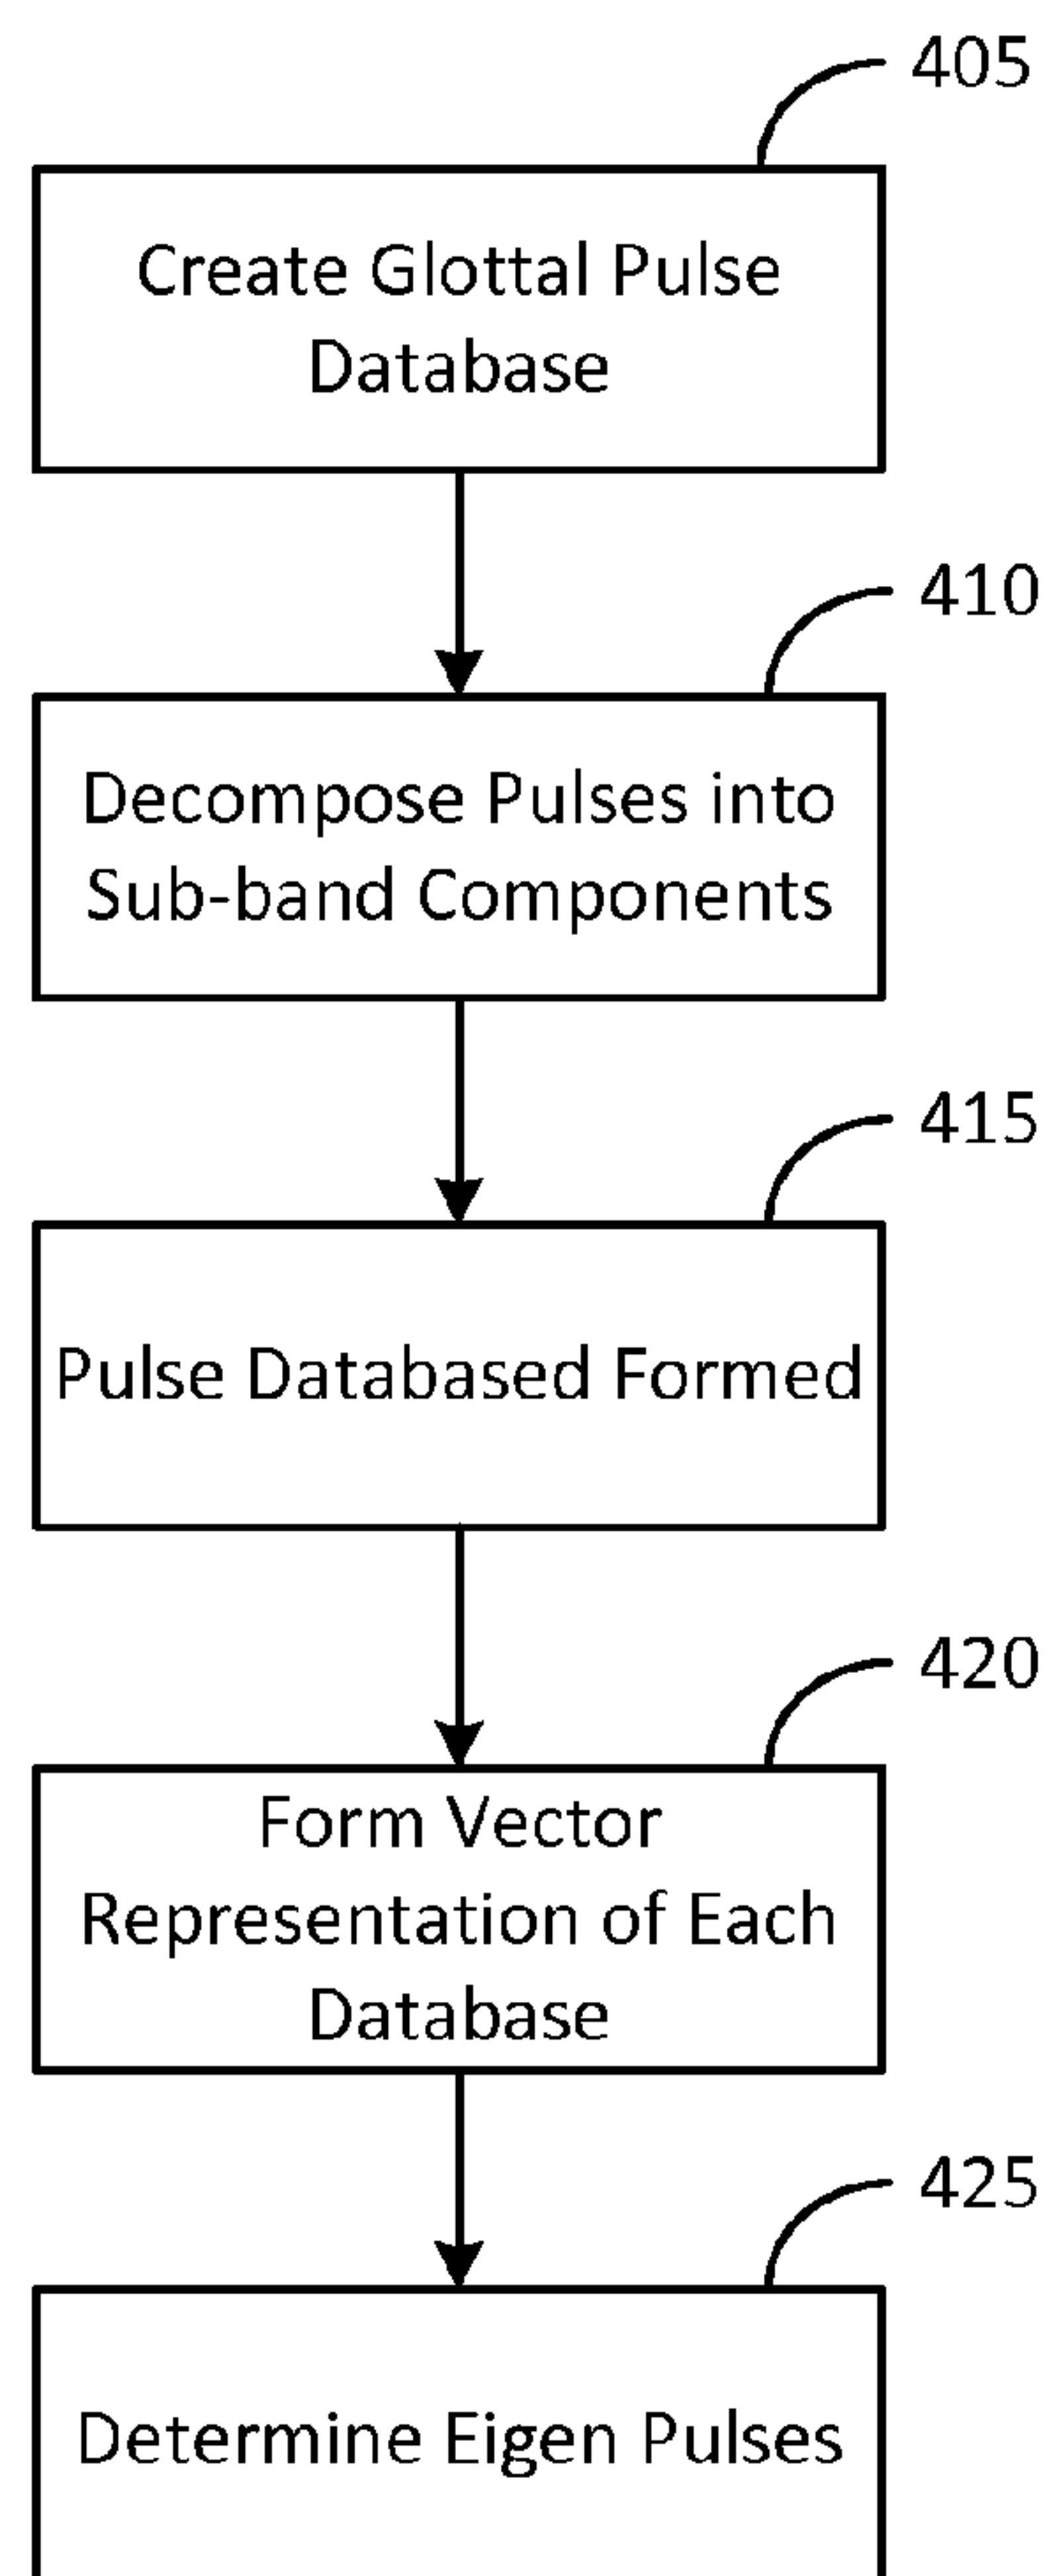 405
Create Glottal Pulse
Database
410
Decompose Pulses into
Sub-band Components
415
Pulse Databased Formed
420
Form Vector
Representation of Each
Database
425
Determine Eigen Pulses